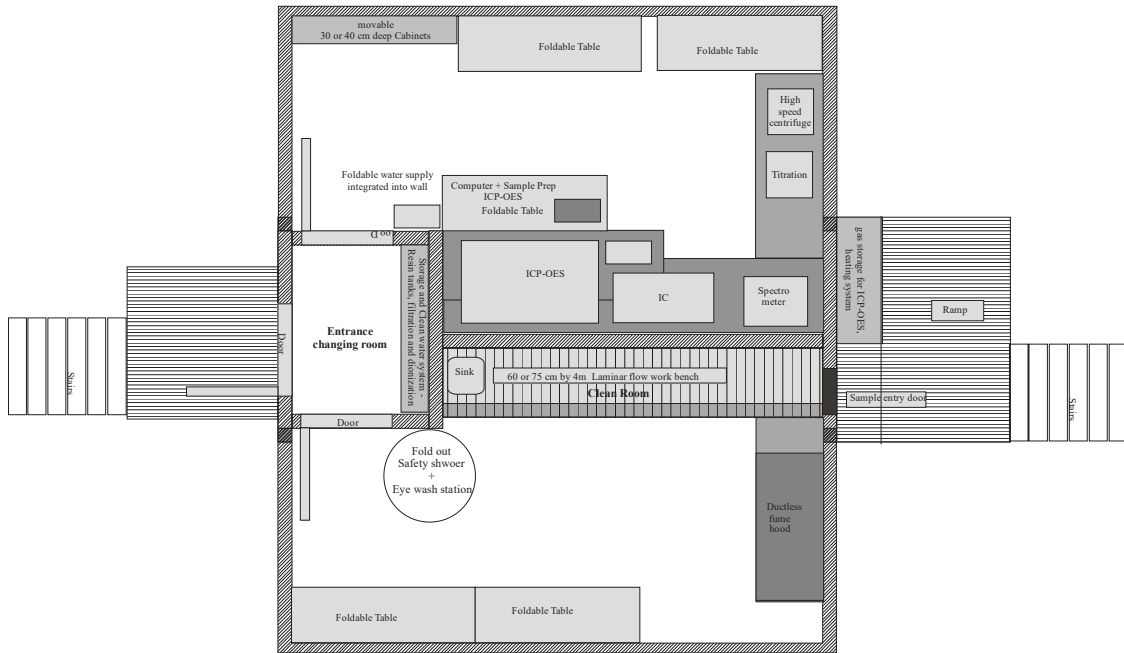 movable
30 or 40 cm deep Cabinets
Foldable Table
Foldable Table
High
speed
centrifuge
Titration
Foldable water supply
integrated into wall
Computer + Sample Prep
ICP-OES
Foldable Table
Door
Storage and Clean water system -
Resin tanks, filtration and dionization
ICP-OES
IC
Spectro
meter
gas storage for ICP-OES,
heating system
Ramp
Door
Entrance
changing room
Stairs
Sink
60 or 75 cm by 4m Laminar flow work bench
Clean Room
Sample entry door
Stairs
Door
Fold out
Safety shwoer
+
Eye wash station
Ductless
fume
hood
Foldable Table
Foldable Table